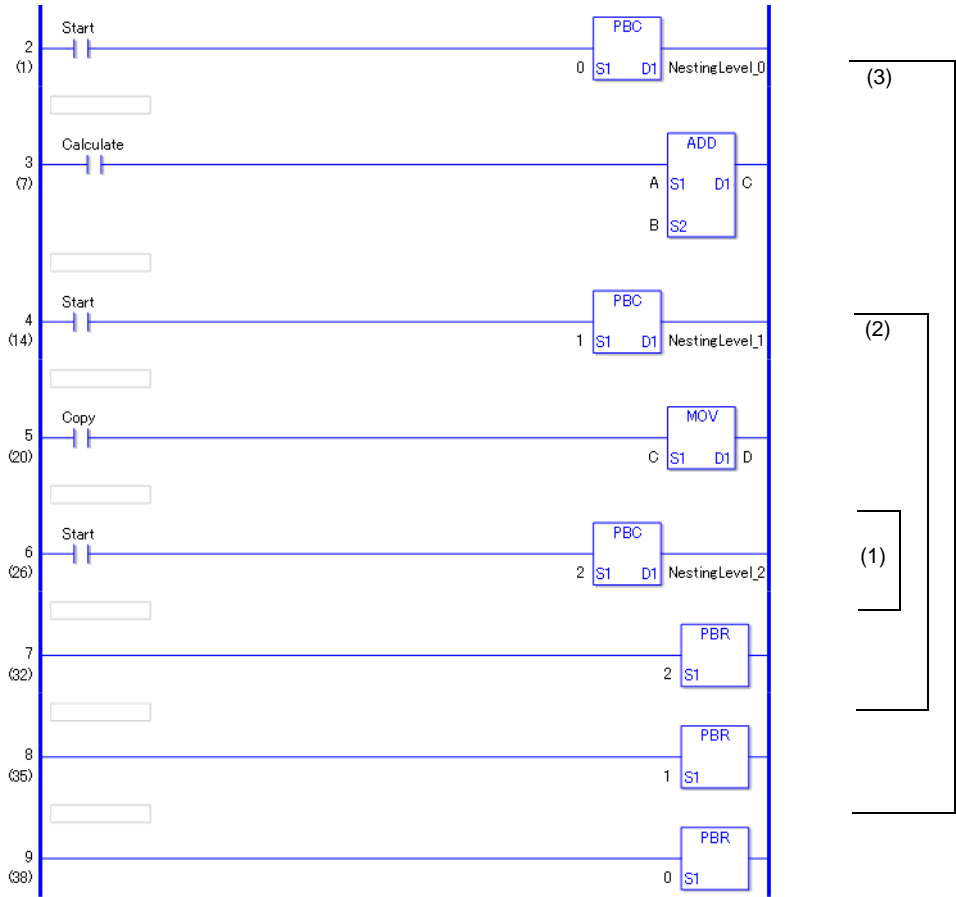 Start PBC
2
(1) 0 S1 D1 NestingLevel_0 (3)
Calculate ADD
3
(7) A S1 D1 C
B S2
Start PBC
4 (2)
(14) 1 S1 D1 NestingLevel_1
Copy MOV
5
(20) C S1 D1 D
Start PBC
6 (1)
(26) 2 S1 D1 NestingLevel_2
PBR
7
(32) 2 S1
PBR
8
(35) 1 S1
PBR
9
(38) 0 S1